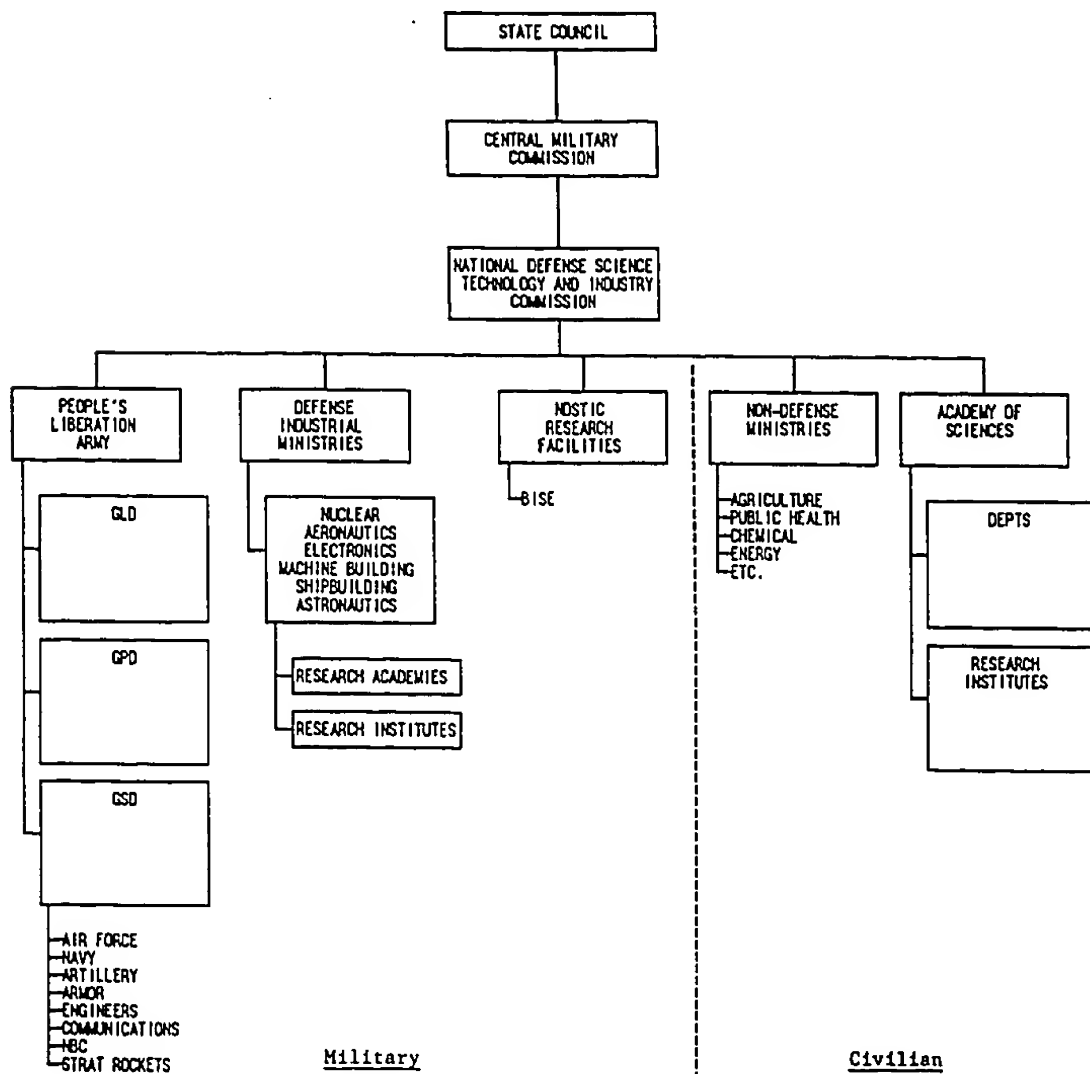 STATE COUNCIL
CENTRAL MILITARY
COMMISSION
NATIONAL DEFENSE SCIENCE
TECHNOLOGY AND INDUSTRY
COMMISSION
PEOPLE'S
LIBERATION
ARMY
GLD
GPD
GSD
AIR FORCE
NAVY
ARTILLERY
ARMOR
ENGINEERS
COMMUNICATIONS
NBC
STRAT ROCKETS
DEFENSE
INDUSTRIAL
MINISTRIES
NUCLEAR
AERONAUTICS
ELECTRONICS
MACHINE BUILDING
SHIPBUILDING
ASTRONAUTICS
RESEARCH ACADEMIES
RESEARCH INSTITUTES
NDSTIC
RESEARCH
FACILITIES
BISE
NON-DEFENSE
MINISTRIES
AGRICULTURE
PUBLIC HEALTH
CHEMICAL
ENERGY
ETC.
ACADEMY OF
SCIENCES
DEPTS
RESEARCH
INSTITUTES
Military
Civilian